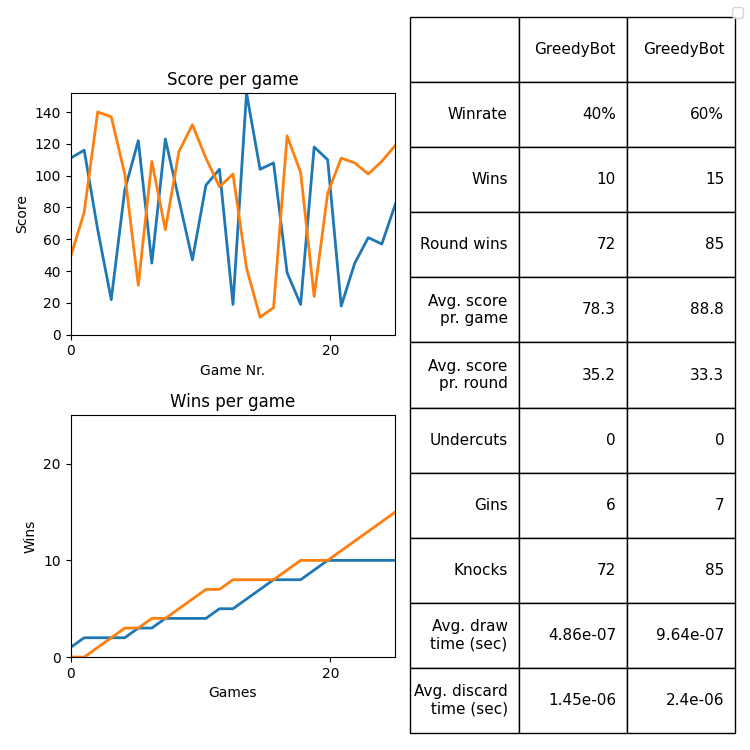 Score per game
140
120
100
80
60
40
20
0
Score
0 20
Game Nr.
Wins per game
20
10
0
Wins
0 20
Games
GreedyBot GreedyBot
Winrate 40% 60%
Wins 10 15
Round wins 72 85
Avg. score
pr. game 78.3 88.8
Avg. score
pr. round 35.2 33.3
Undercuts 0 0
Gins 6 7
Knocks 72 85
Avg. draw
time (sec) 4.86e-07 9.64e-07
Avg. discard
time (sec) 1.45e-06 2.4e-06